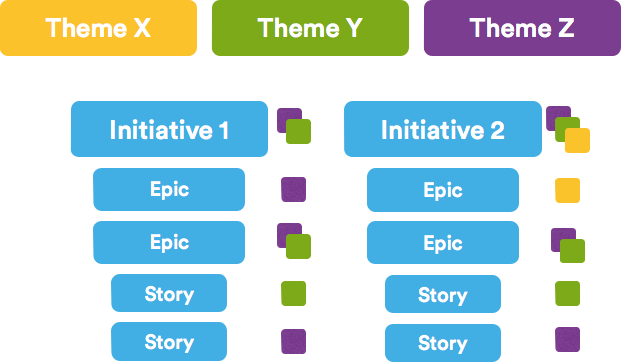 Theme X
Theme Y
Theme Z
Initiative 1
Initiative 2
Epic
Epic
Epic
Epic
Story
Story
Story
Story